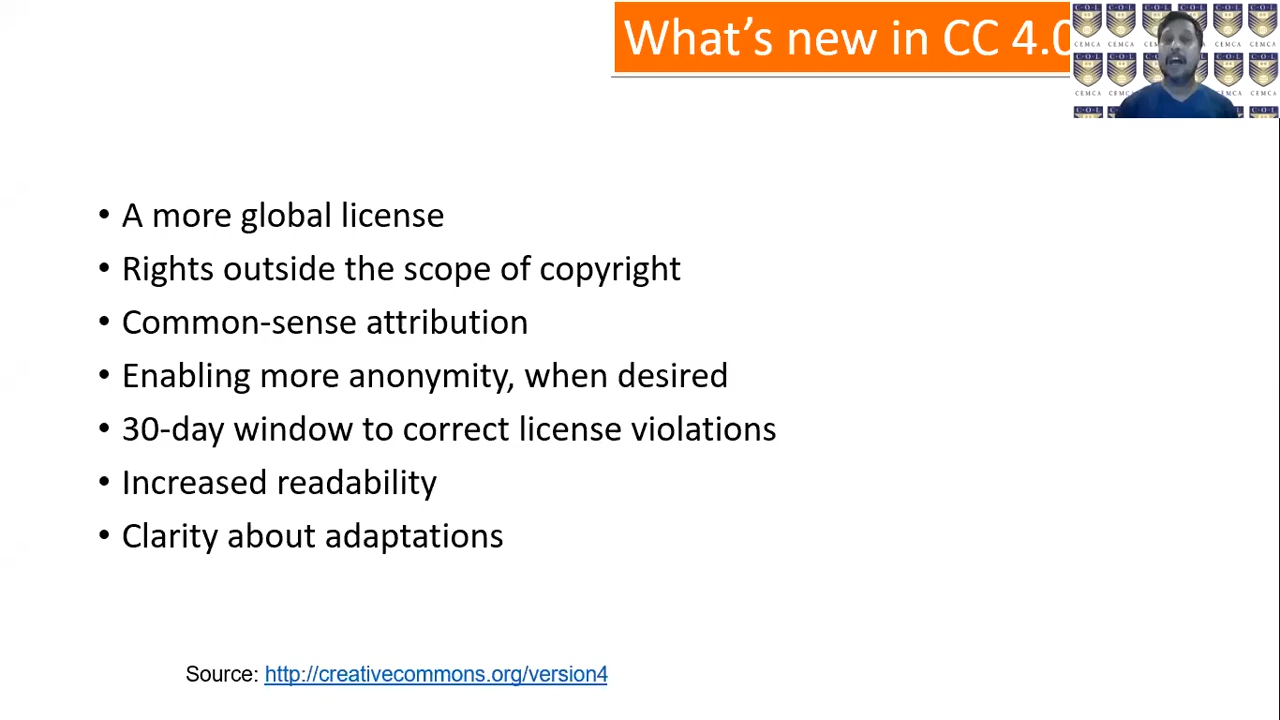 What's new in CC 4.0
C·O·L
CEMCA
• A more global license
• Rights outside the scope of copyright
• Common-sense attribution
• Enabling more anonymity, when desired
• 30-day window to correct license violations
• Increased readability
• Clarity about adaptations
Source: http://creativecommons.org/version4